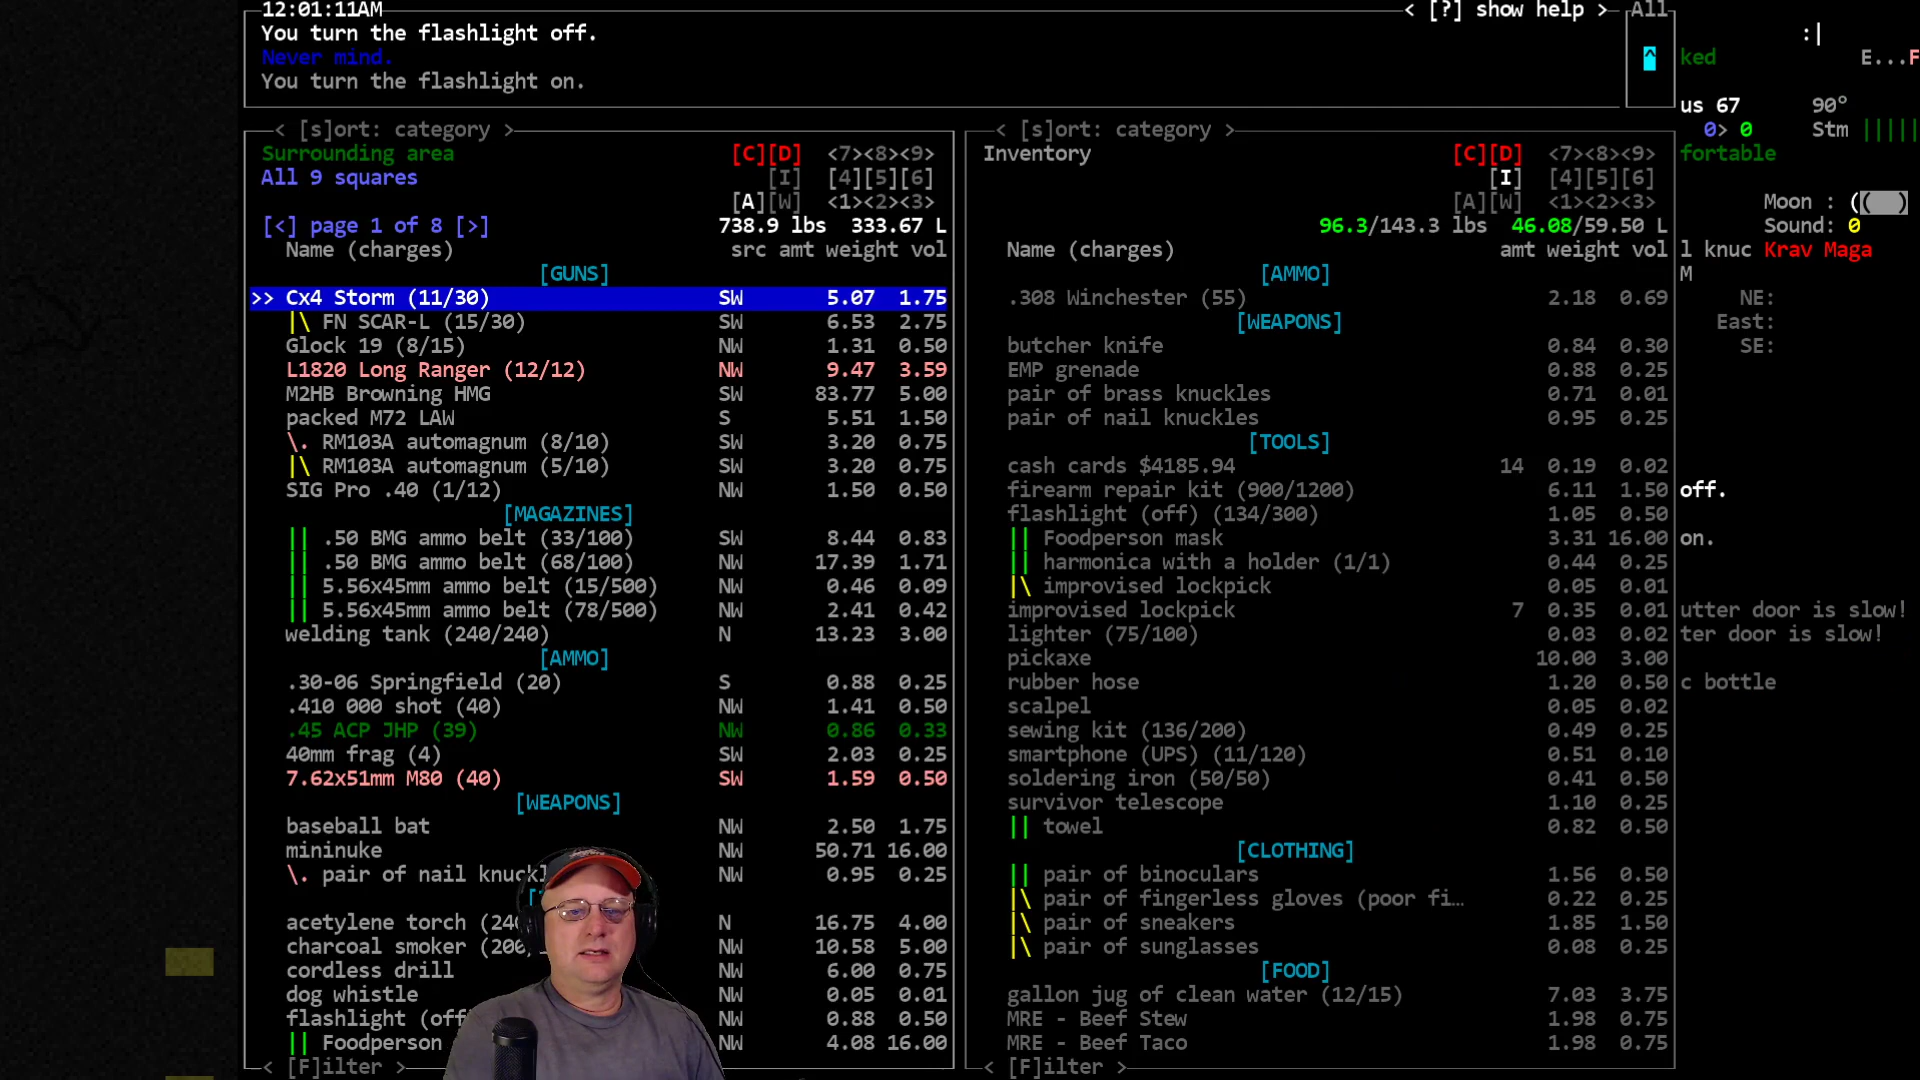 12:01:11AM
< [?] show help >
All
You turn the flashlight off.
:|
Never mind.
^
ked
E...F
You turn the flashlight on.
us 67 90°
0> 0 Stm |||||
< [s]ort: category >
< [s]ort: category >
Surrounding area [C][D] <7><8><9>
Inventory [C][D] <7><8><9>
fortable
All 9 squares [I] [4][5][6]
[I] [4][5][6]
[A][W] <1><2><3>
[A][W] <1><2><3>
Moon : (( )
[<] page 1 of 8 [>] 738.9 lbs 333.67 L
96.3/143.3 lbs 46.08/59.50 L
Sound: 0
Name (charges) src amt weight vol
Name (charges) amt weight vol
l knuc Krav Maga
[GUNS]
[AMMO]
M
>> Cx4 Storm (11/30) SW 5.07 1.75
.308 Winchester (55) 2.18 0.69
NE:
|\ FN SCAR-L (15/30) SW 6.53 2.75
[WEAPONS]
East:
Glock 19 (8/15) NW 1.31 0.50
butcher knife 0.84 0.30
SE:
L1820 Long Ranger (12/12) NW 9.47 3.59
EMP grenade 0.88 0.25
M2HB Browning HMG SW 83.77 5.00
pair of brass knuckles 0.71 0.01
packed M72 LAW S 5.51 1.50
pair of nail knuckles 0.95 0.25
\. RM103A automagnum (8/10) SW 3.20 0.75
[TOOLS]
|\ RM103A automagnum (5/10) SW 3.20 0.75
cash cards $4185.94 14 0.19 0.02
SIG Pro .40 (1/12) NW 1.50 0.50
firearm repair kit (900/1200) 6.11 1.50
off.
[MAGAZINES]
flashlight (off) (134/300) 1.05 0.50
|| .50 BMG ammo belt (33/100) SW 8.44 0.83
|| Foodperson mask 3.31 16.00
on.
|| .50 BMG ammo belt (68/100) NW 17.39 1.71
|| harmonica with a holder (1/1) 0.44 0.25
|| 5.56x45mm ammo belt (15/500) NW 0.46 0.09
|\ improvised lockpick 0.05 0.01
|| 5.56x45mm ammo belt (78/500) NW 2.41 0.42
improvised lockpick 7 0.35 0.01
utter door is slow!
welding tank (240/240) N 13.23 3.00
lighter (75/100) 0.03 0.02
ter door is slow!
[AMMO]
pickaxe 10.00 3.00
.30-06 Springfield (20) S 0.88 0.25
rubber hose 1.20 0.50
c bottle
.410 000 shot (40) NW 1.41 0.50
scalpel 0.05 0.02
.45 ACP JHP (39) NW 0.86 0.33
sewing kit (136/200) 0.49 0.25
40mm frag (4) SW 2.03 0.25
smartphone (UPS) (11/120) 0.51 0.10
7.62x51mm M80 (40) SW 1.59 0.50
soldering iron (50/50) 0.41 0.50
[WEAPONS]
survivor telescope 1.10 0.25
baseball bat NW 2.50 1.75
|| towel 0.82 0.50
mininuke NW 50.71 16.00
[CLOTHING]
\. pair of nail knuckl NW 0.95 0.25
|| pair of binoculars 1.56 0.50
|\ pair of fingerless gloves (poor fi… 0.22 0.25
acetylene torch (240 N 16.75 4.00
|\ pair of sneakers 1.85 1.50
charcoal smoker (200/ NW 10.58 5.00
|\ pair of sunglasses 0.08 0.25
cordless drill NW 6.00 0.75
[FOOD]
dog whistle NW 0.05 0.01
gallon jug of clean water (12/15) 7.03 3.75
flashlight (off NW 0.88 0.50
MRE - Beef Stew 1.98 0.75
|| Foodperson NW 4.08 16.00
MRE - Beef Taco 1.98 0.75
< [F]ilter >
< [F]ilter >